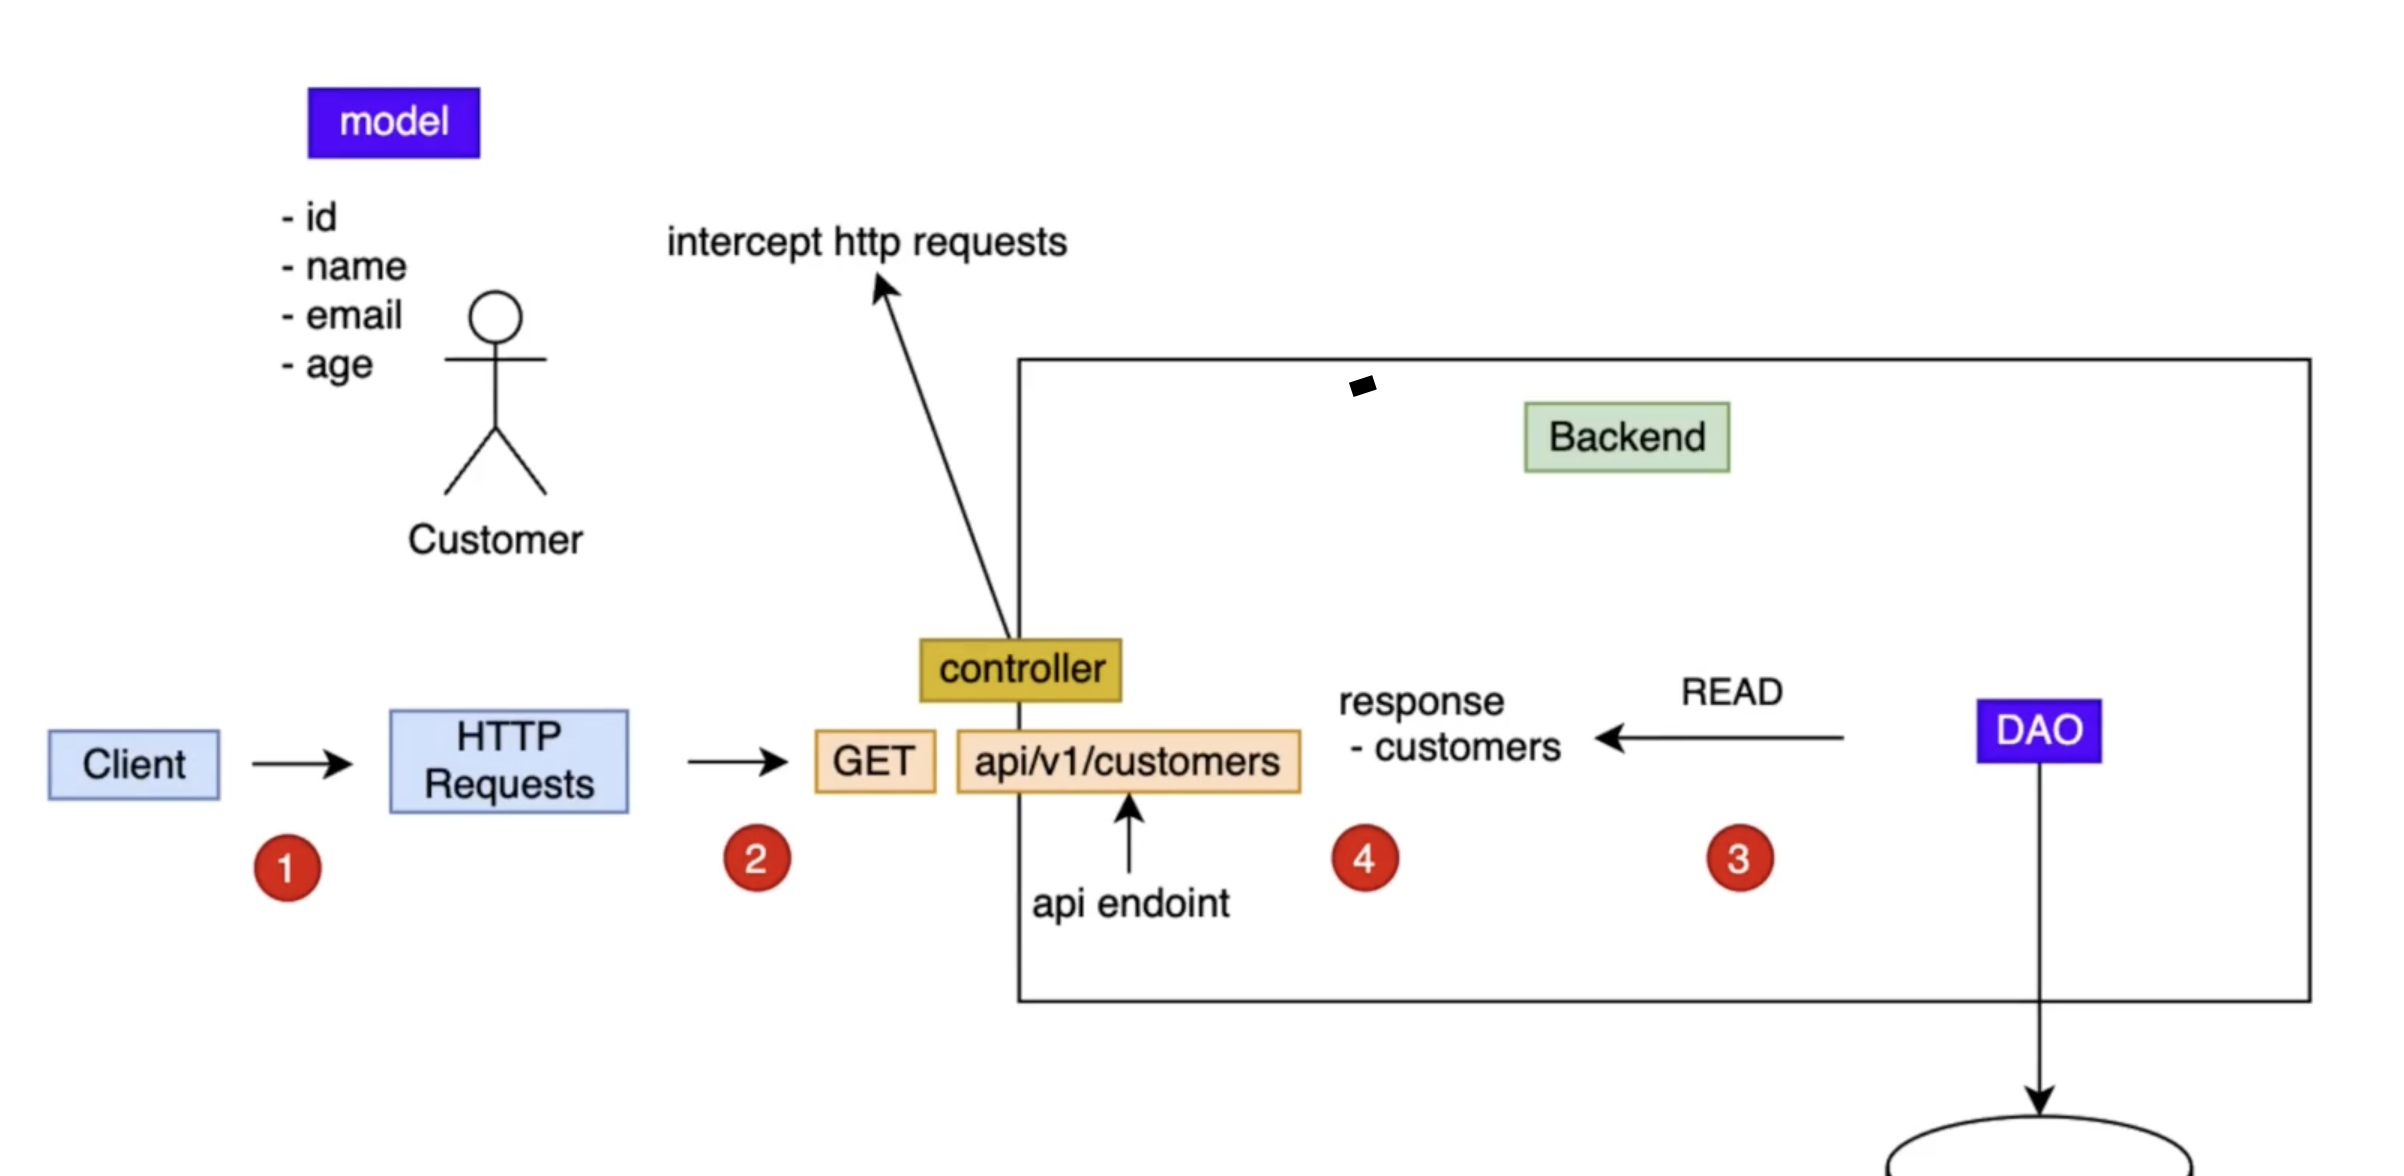 model
- id
- name
- email
- age
Customer
intercept http requests
Backend
controller
Client
HTTP
Requests
GET
api/v1/customers
response
- customers
READ
DAO
1
2
4
3
api endoint